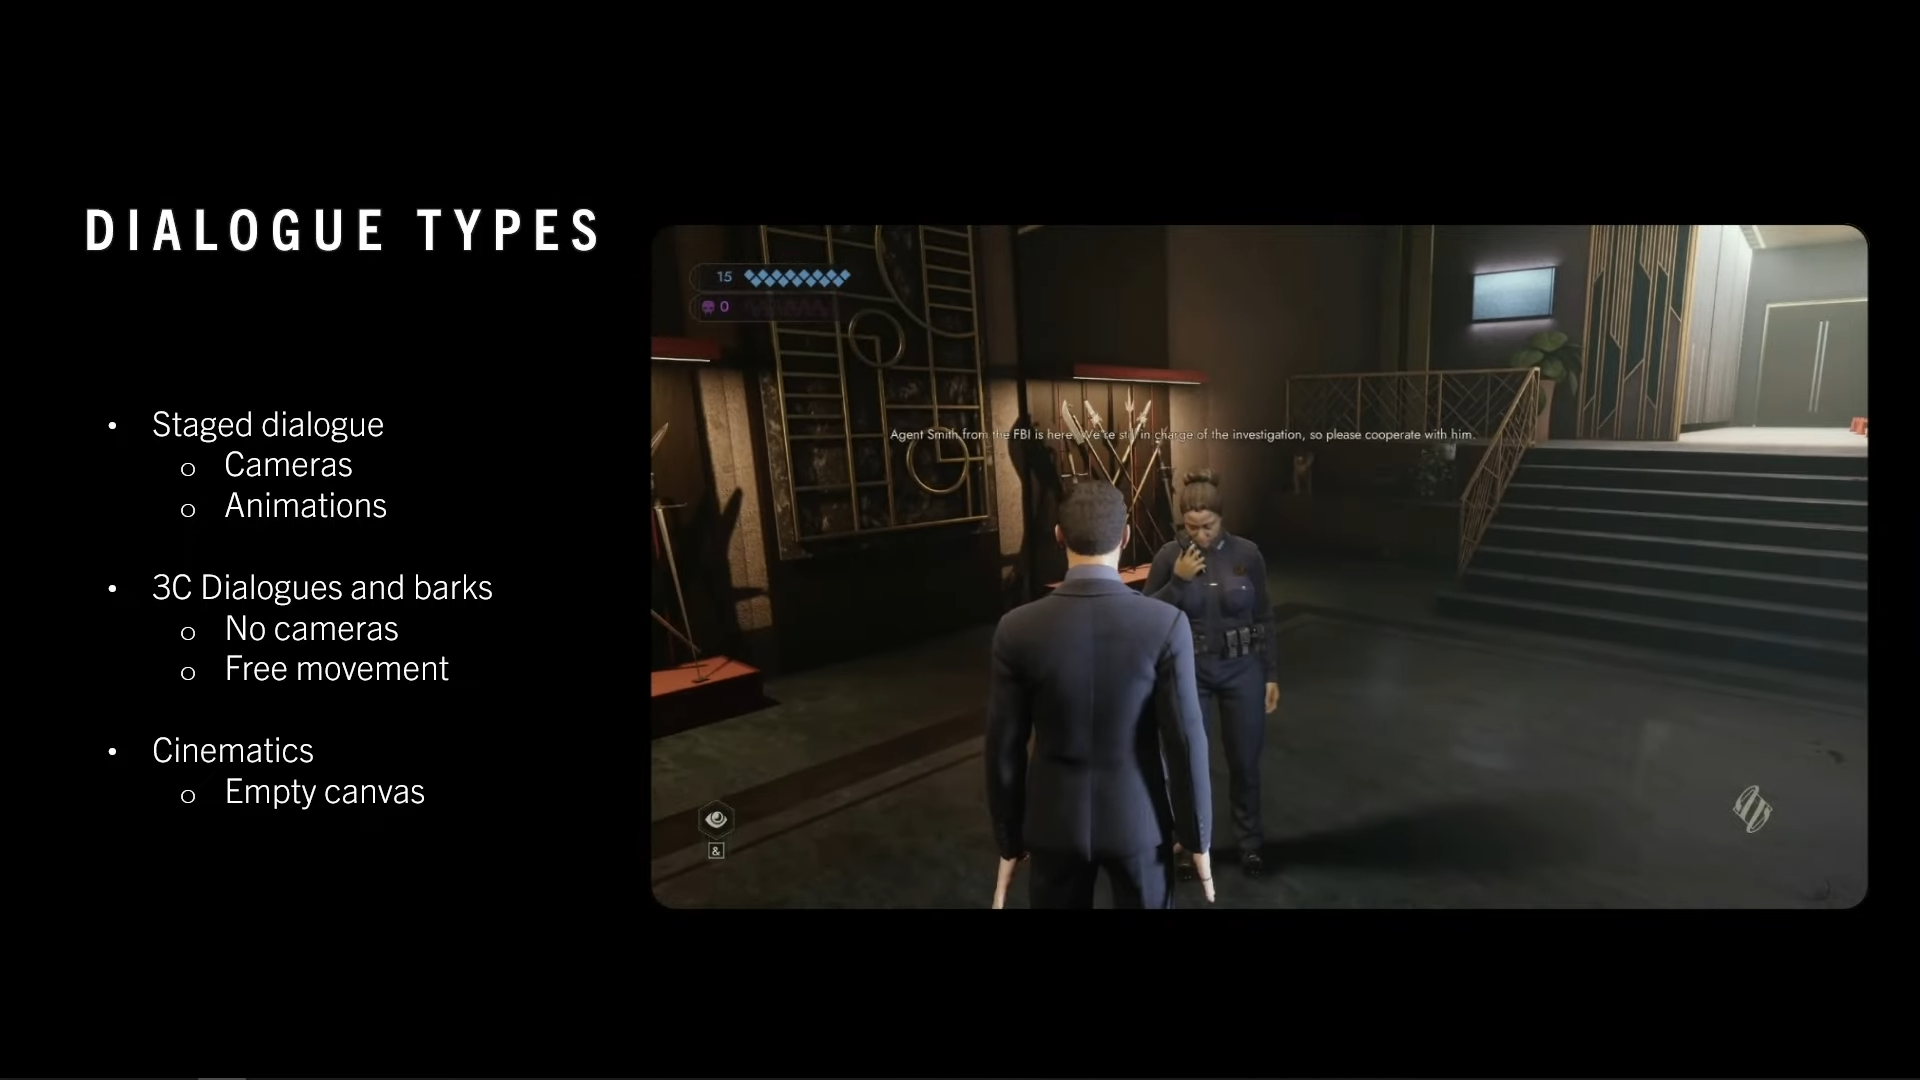 DIALOGUE TYPES
• Staged dialogue
o Cameras
o Animations
• 3C Dialogues and barks
o No cameras
o Free movement
• Cinematics
o Empty canvas
15
0
Agent Smith from the FBI is here. We're still in charge of the investigation, so please cooperate with him.
&